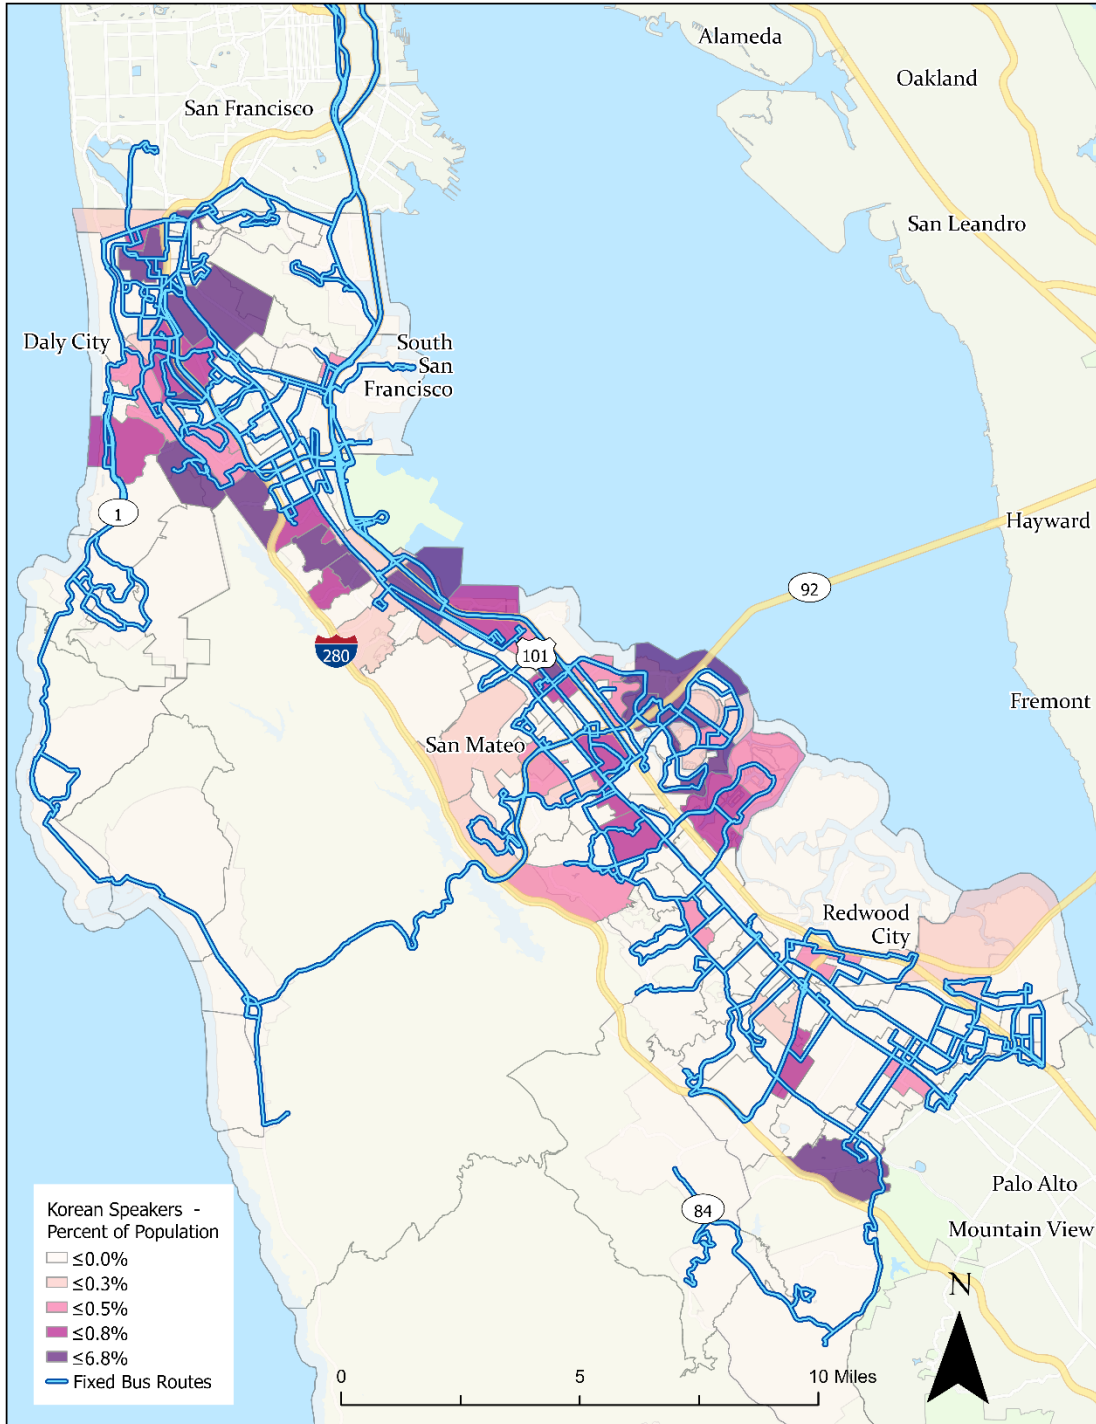 Alameda
Oakland
San Francisco
San Leandro
Daly City
South
San
Francisco
1
Hayward
92
280
101
Fremont
San Mateo
Redwood
City
Palo Alto
84
Mountain View
Korean Speakers -
Percent of Population
≤0.0%
≤0.3%
≤0.5%
≤0.8%
≤6.8%
Fixed Bus Routes
N
0 5 10 Miles